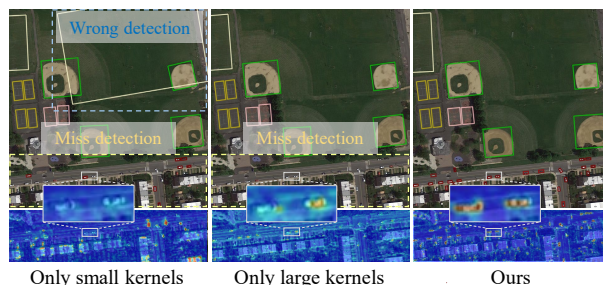 Wrong detection
Miss detection
Miss detection
Only small kernels
Only large kernels
Ours